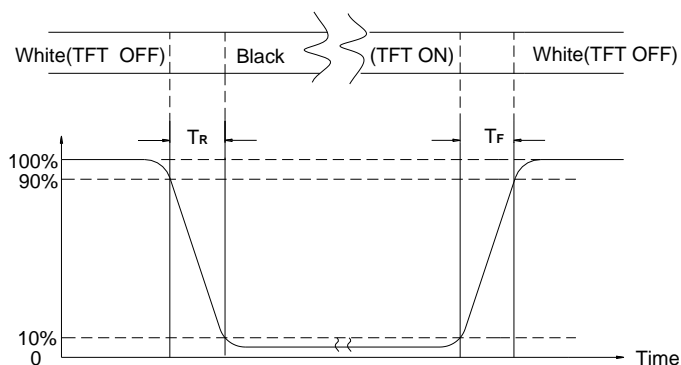 White(TFT OFF) Black (TFT ON) White(TFT OFF)
TR TF
100%
90%
10%
0
Time